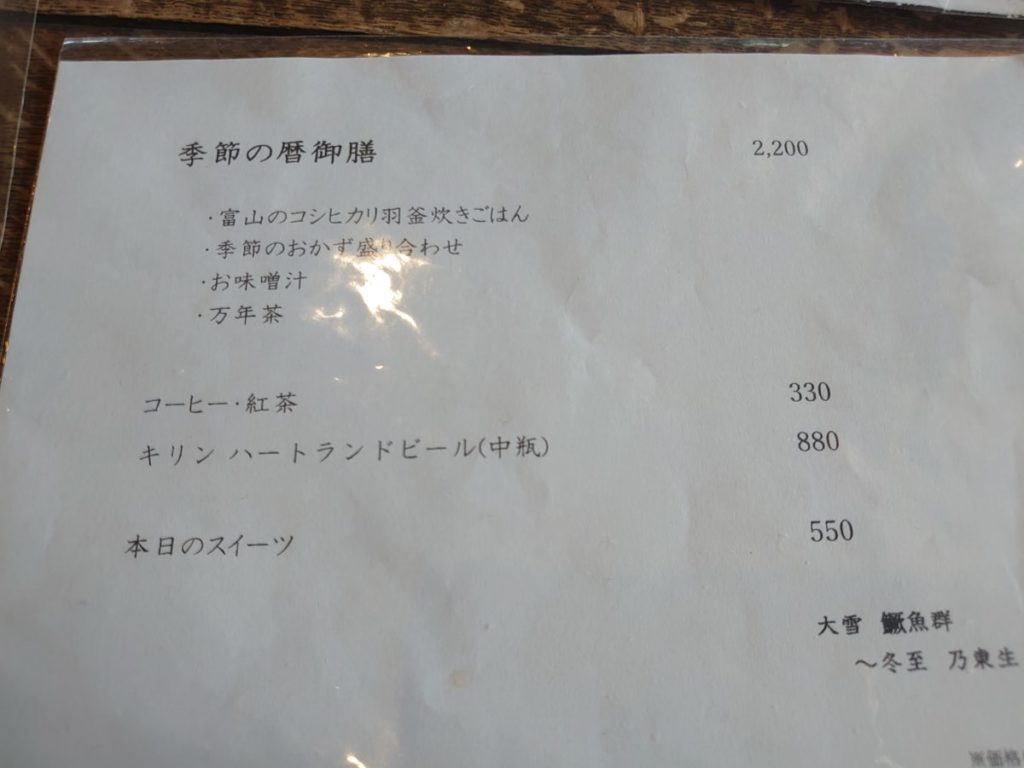 季節の暦御膳 2,200
・富山のコシヒカリ羽釜炊きごはん
・季節のおかず盛り合わせ
・お味噌汁
・万年茶
コーヒー・紅茶 330
キリン ハートランドビール(中瓶) 880
本日のスイーツ 550
大雪 鱖魚群
～冬至 乃東生
※価格